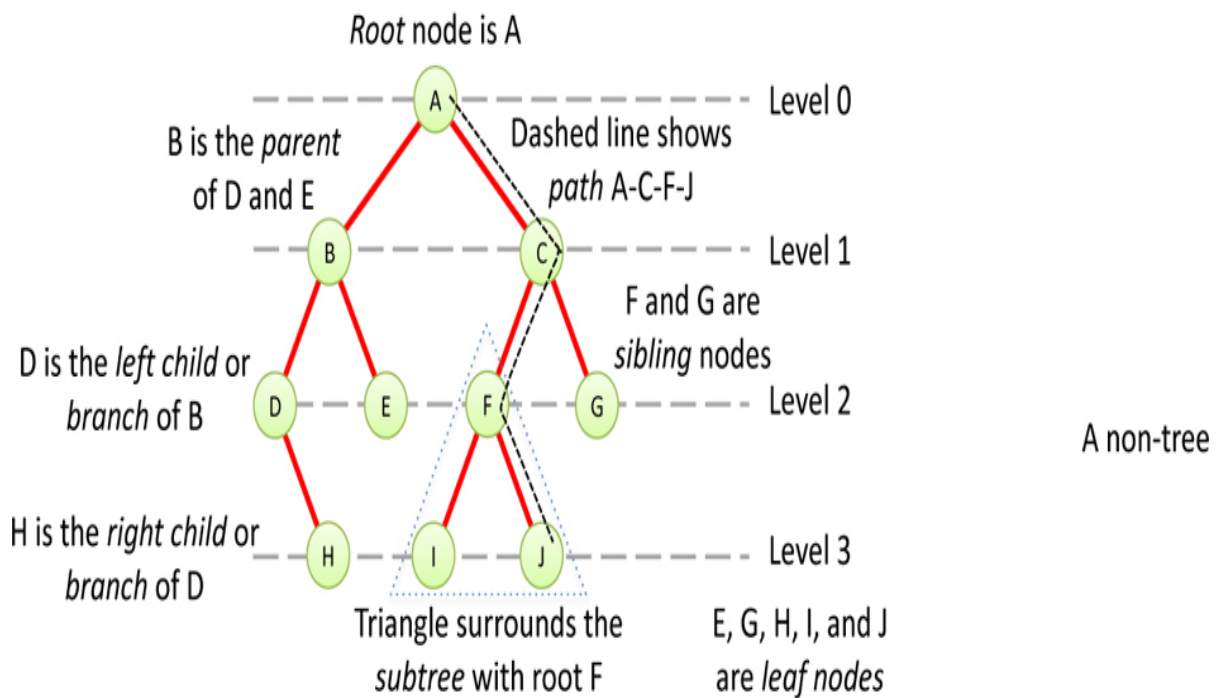 Root node is A
A
Level 0
B is the parent
of D and E
Dashed line shows
path A-C-F-J
B
C
Level 1
F and G are
sibling nodes
D is the left child or
branch of B
D
E
F
G
Level 2
A non-tree
H is the right child or
branch of D
H
I
J
Level 3
Triangle surrounds the
subtree with root F
E, G, H, I, and J
are leaf nodes